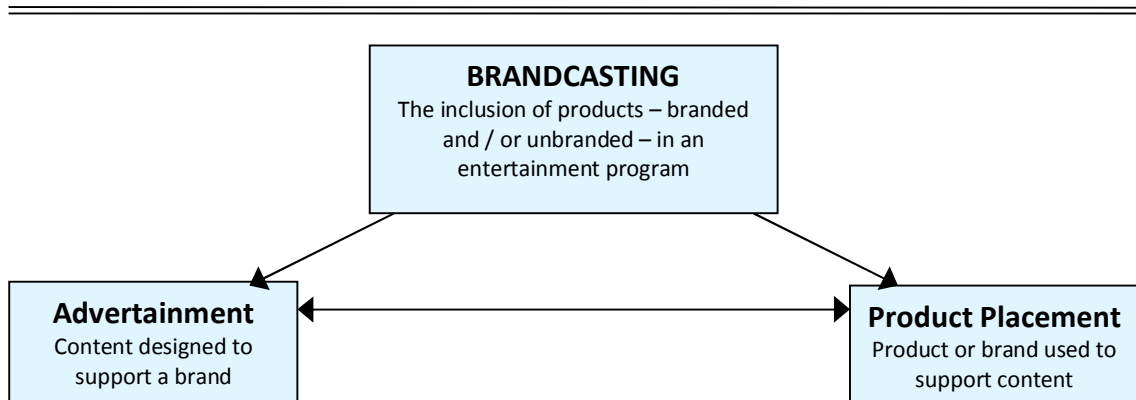 BRANDCASTING
The inclusion of products – branded
and / or unbranded – in an
entertainment program
Advertainment
Content designed to
support a brand
Product Placement
Product or brand used to
support content